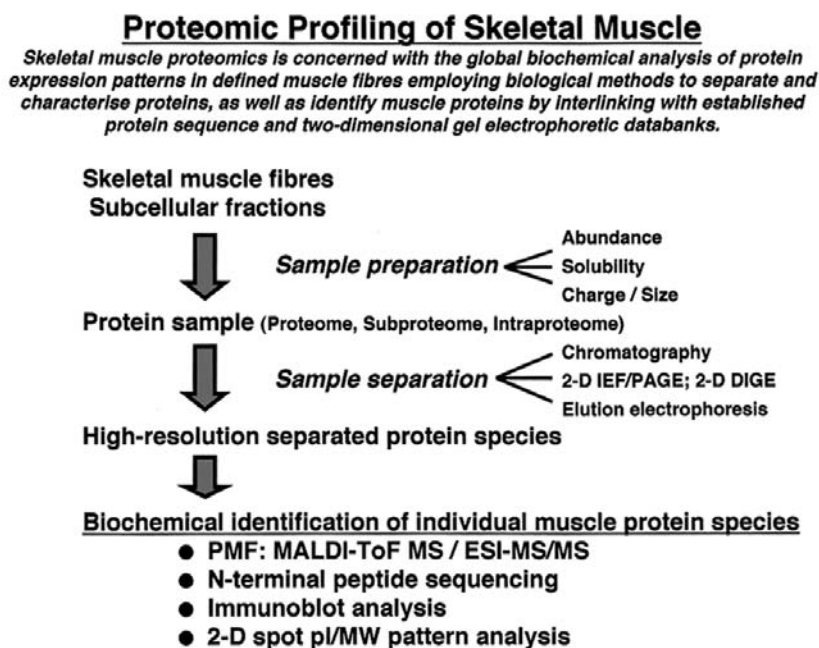 Proteomic Profiling of Skeletal Muscle
Skeletal muscle proteomics is concerned with the global biochemical analysis of protein
expression patterns in defined muscle fibres employing biological methods to separate and
characterise proteins, as well as identify muscle proteins by interlinking with established
protein sequence and two-dimensional gel electrophoretic databanks.
Skeletal muscle fibres
Subcellular fractions
Sample preparation
Abundance
Solubility
Charge / Size
Protein sample (Proteome, Subproteome, Intraproteome)
Sample separation
Chromatography
2-D IEF/PAGE; 2-D DIGE
Elution electrophoresis
High-resolution separated protein species
Biochemical identification of individual muscle protein species
● PMF: MALDI-ToF MS / ESI-MS/MS
● N-terminal peptide sequencing
● Immunoblot analysis
● 2-D spot pI/MW pattern analysis